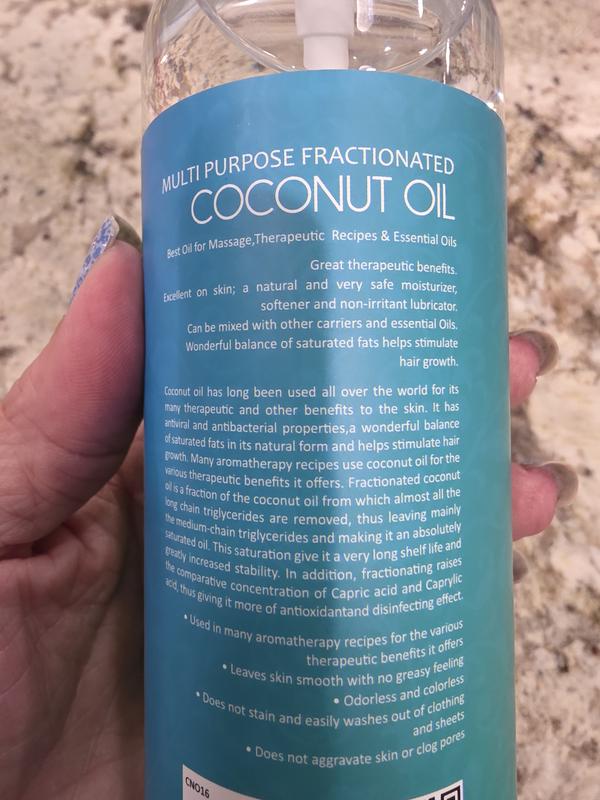 MULTI PURPOSE FRACTIONATED
COCONUT OIL
Best Oil for Massage,Therapeutic Recipes & Essential Oils
Great therapeutic benefits.
Excellent on skin; a natural and very safe moisturizer,
softener and non-irritant lubricator.
Can be mixed with other carriers and essential Oils.
Wonderful balance of saturated fats helps stimulate
hair growth.
Coconut oil has long been used all over the world for its
many therapeutic and other benefits to the skin. It has
antiviral and antibacterial properties,a wonderful balance
of saturated fats in its natural form and helps stimulate hair
growth. Many aromatherapy recipes use coconut oil for the
various therapeutic benefits it offers. Fractionated coconut
oil is a fraction of the coconut oil from which almost all the
long chain triglycerides are removed, thus leaving mainly
the medium-chain triglycerides and making it an absolutely
saturated oil. This saturation give it a very long shelf life and
greatly increased stability. In addition, fractionating raises
the comparative concentration of Capric acid and Caprylic
acid, thus giving it more of antioxidantand disinfecting effect.
• Used in many aromatherapy recipes for the various
therapeutic benefits it offers
• Leaves skin smooth with no greasy feeling
• Odorless and colorless
• Does not stain and easily washes out of clothing
and sheets
• Does not aggravate skin or clog pores
CNO16